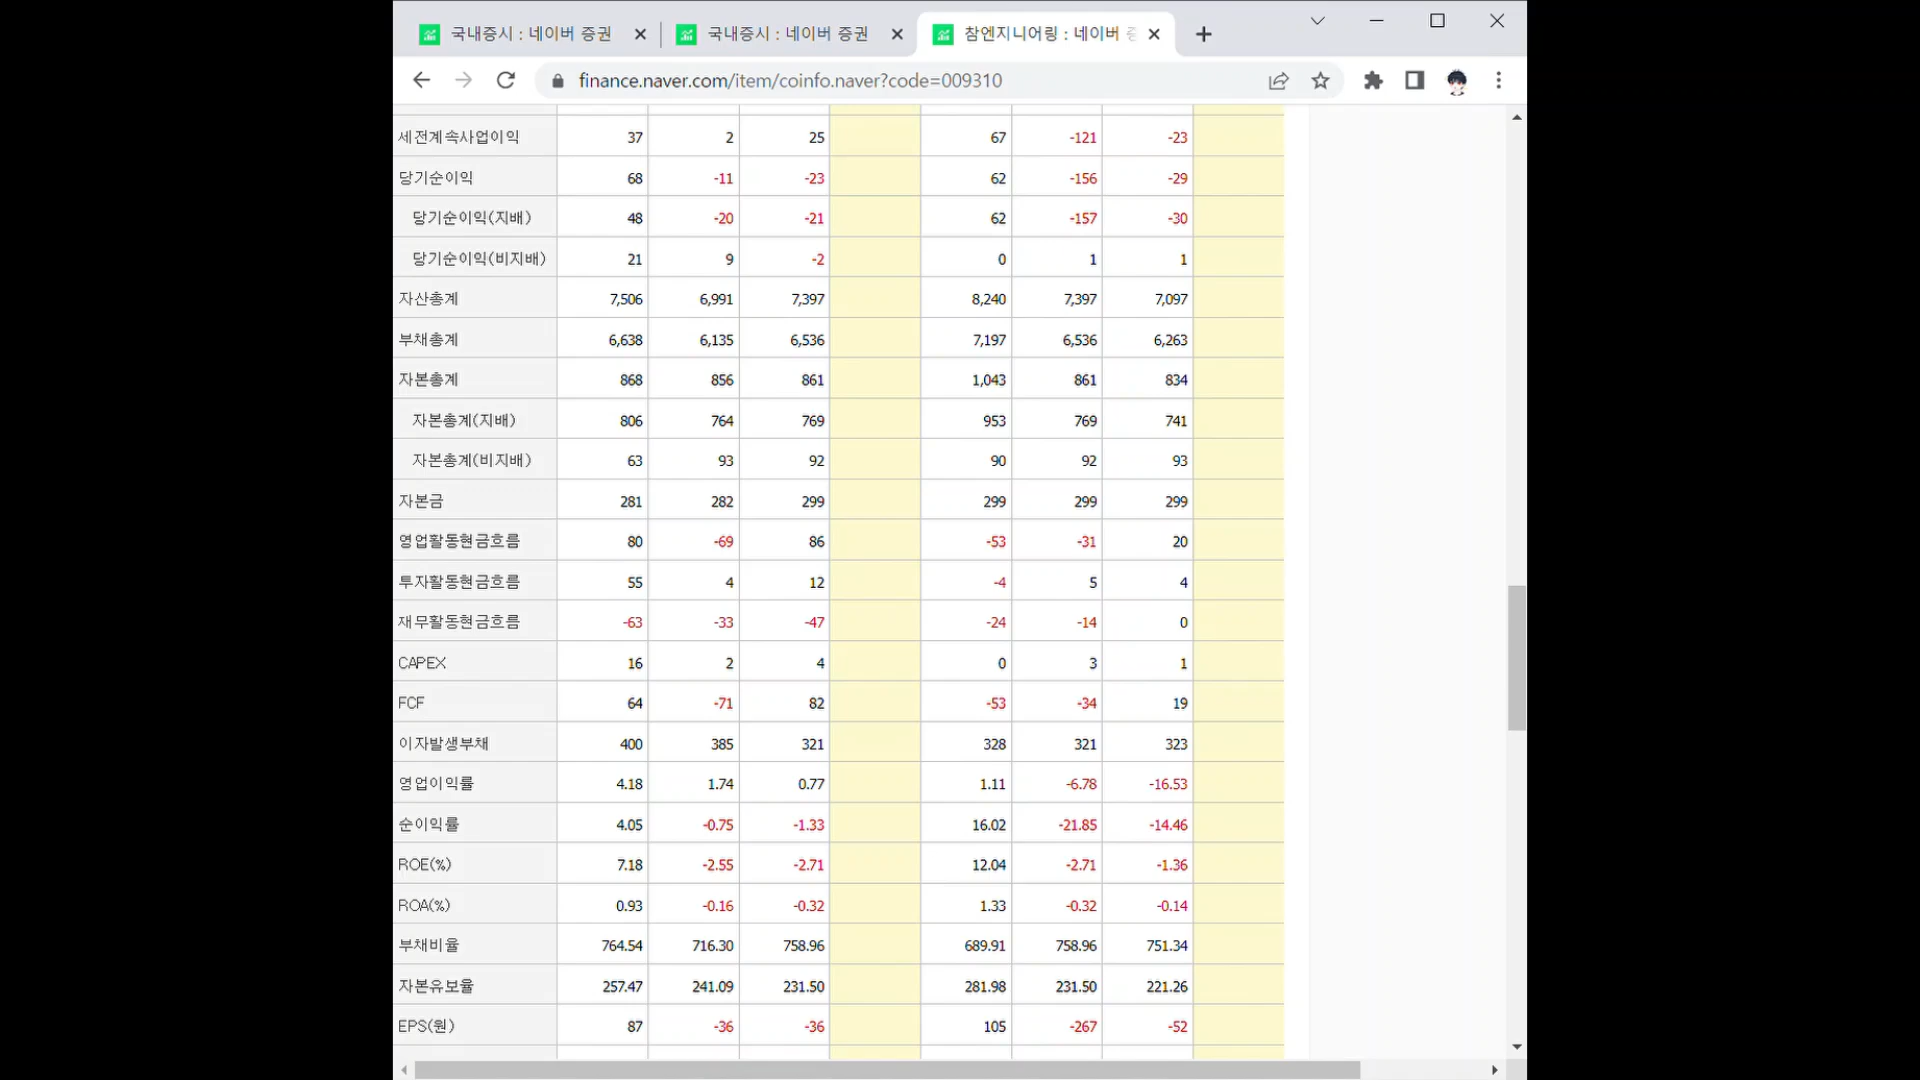 국내증시 : 네이버 증권
국내증시 : 네이버 증권
참엔지니어링 : 네이버 증
finance.naver.com/item/coinfo.naver?code=009310
세전계속사업이익 37 2 25 67 -121 -23
당기순이익 68 -11 -23 62 -156 -29
당기순이익(지배) 48 -20 -21 62 -157 -30
당기순이익(비지배) 21 9 -2 0 1 1
자산총계 7,506 6,991 7,397 8,240 7,397 7,097
부채총계 6,638 6,135 6,536 7,197 6,536 6,263
자본총계 868 856 861 1,043 861 834
자본총계(지배) 806 764 769 953 769 741
자본총계(비지배) 63 93 92 90 92 93
자본금 281 282 299 299 299 299
영업활동현금흐름 80 -69 86 -53 -31 20
투자활동현금흐름 55 4 12 -4 5 4
재무활동현금흐름 -63 -33 -47 -24 -14 0
CAPEX 16 2 4 0 3 1
FCF 64 -71 82 -53 -34 19
이자발생부채 400 385 321 328 321 323
영업이익률 4.18 1.74 0.77 1.11 -6.78 -16.53
순이익률 4.05 -0.75 -1.33 16.02 -21.85 -14.46
ROE(%) 7.18 -2.55 -2.71 12.04 -2.71 -1.36
ROA(%) 0.93 -0.16 -0.32 1.33 -0.32 -0.14
부채비율 764.54 716.30 758.96 689.91 758.96 751.34
자본유보율 257.47 241.09 231.50 281.98 231.50 221.26
EPS(원) 87 -36 -36 105 -267 -52